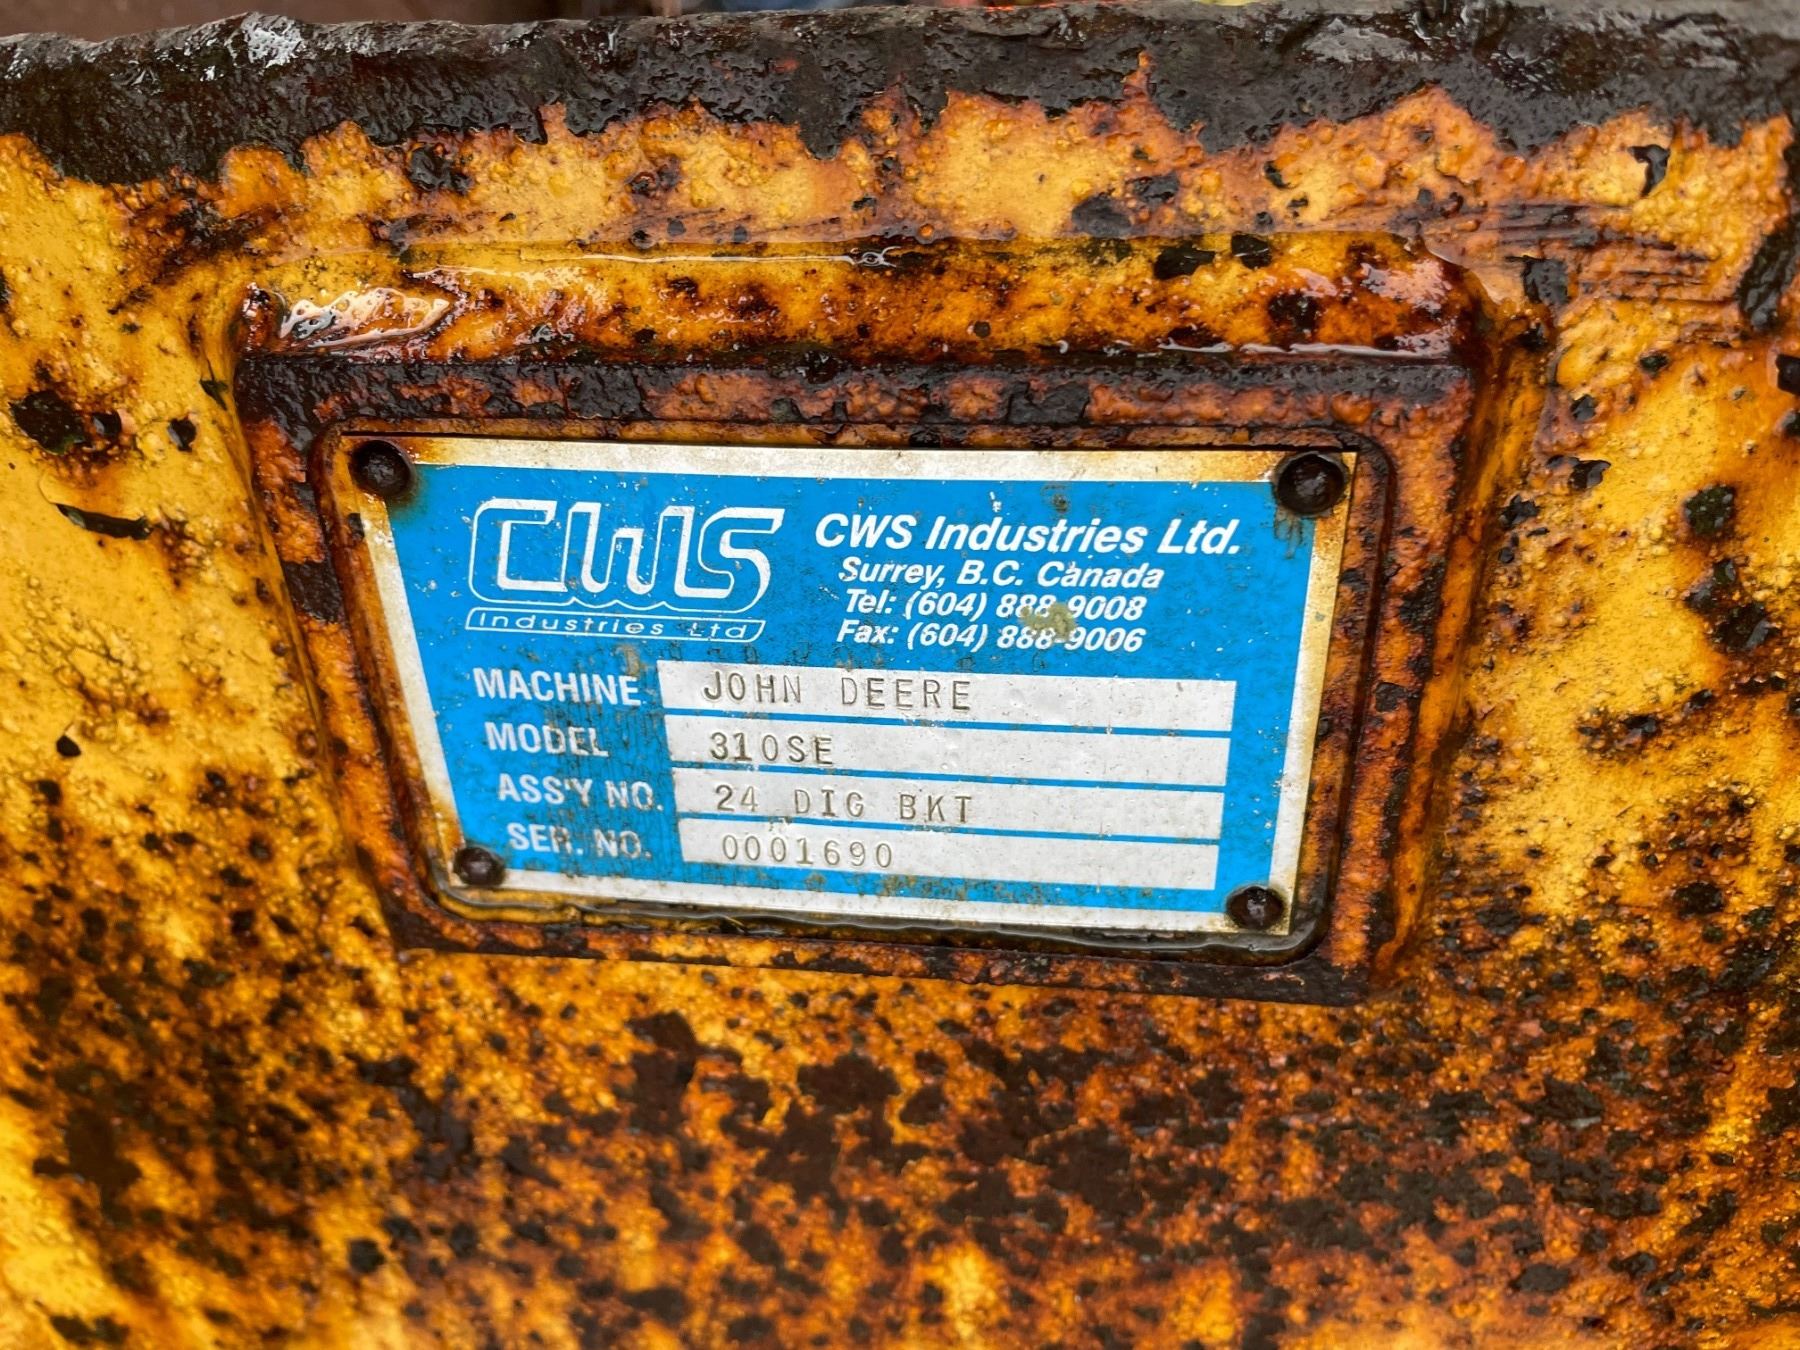 CWS
Industries Ltd
CWS Industries Ltd.
Surrey, B.C. Canada
Tel: (604) 888-9008
Fax: (604) 888-9006
MACHINE JOHN DEERE
MODEL 310SE
ASS'Y NO. 24 DIG BKT
SER. NO. 0001690